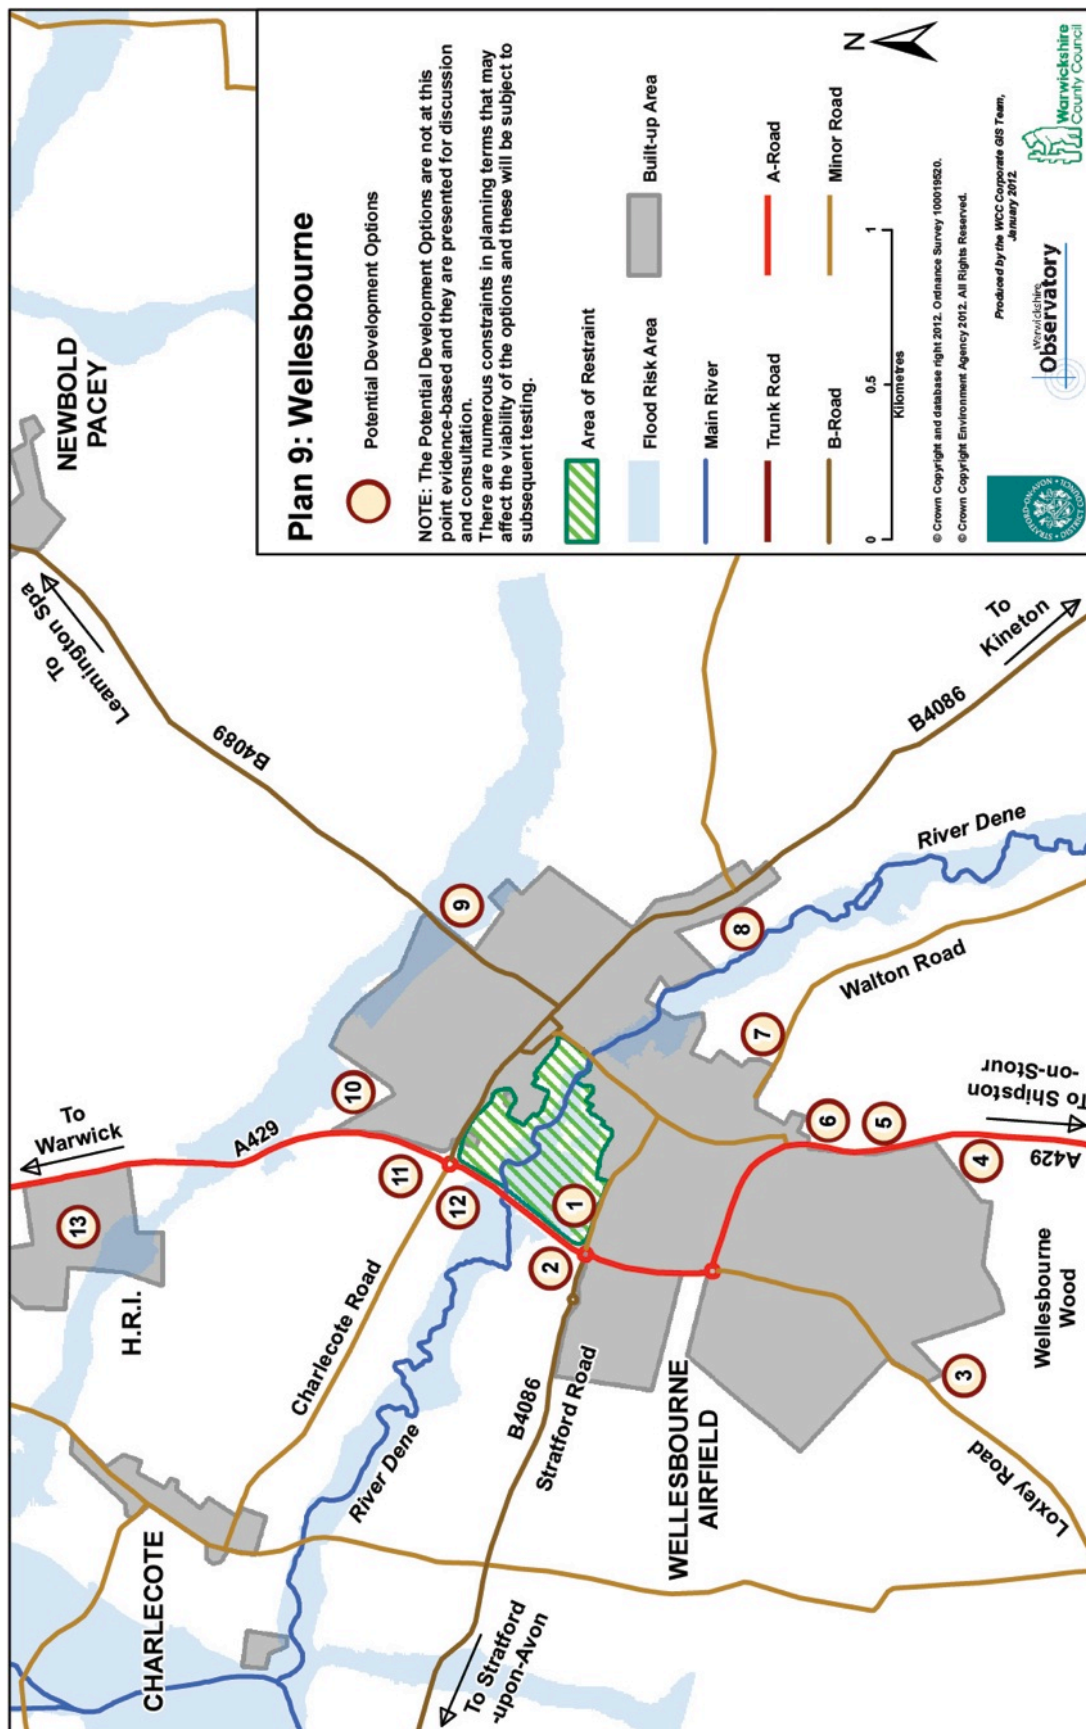 Plan 9: Wellesbourne
Potential Development Options
NOTE: The Potential Development Options are not at this
point evidence-based and they are presented for discussion
and consultation.
There are numerous constraints in planning terms that may
affect the viability of the options and these will be subject to
subsequent testing.
Area of Restraint
Flood Risk Area
Built-up Area
Main River
Trunk Road
A-Road
B-Road
Minor Road
0
0.5
1
Kilometres
N
© Crown Copyright and database right 2012. Ordnance Survey 100019520.
© Crown Copyright Environment Agency 2012. All Rights Reserved.
Produced by the WCC Corporate GIS Team,
January 2012.
STRATFORD-ON-AVON • DISTRICT COUNCIL •
Warwickshire
Observatory
Warwickshire
County Council
NEWBOLD
PACEY
To
Leamington Spa
B4089
To
Warwick
A429
13
H.R.I.
Charlecote Road
CHARLECOTE
River Dene
10
11
12
9
1
2
B4086
Stratford Road
To Stratford
-upon-Avon
WELLESBOURNE
AIRFIELD
3
Loxley Road
Wellesbourne
Wood
4
5
6
A429
To Shipston
-on-Stour
7
Walton Road
8
River Dene
B4086
To
Kineton